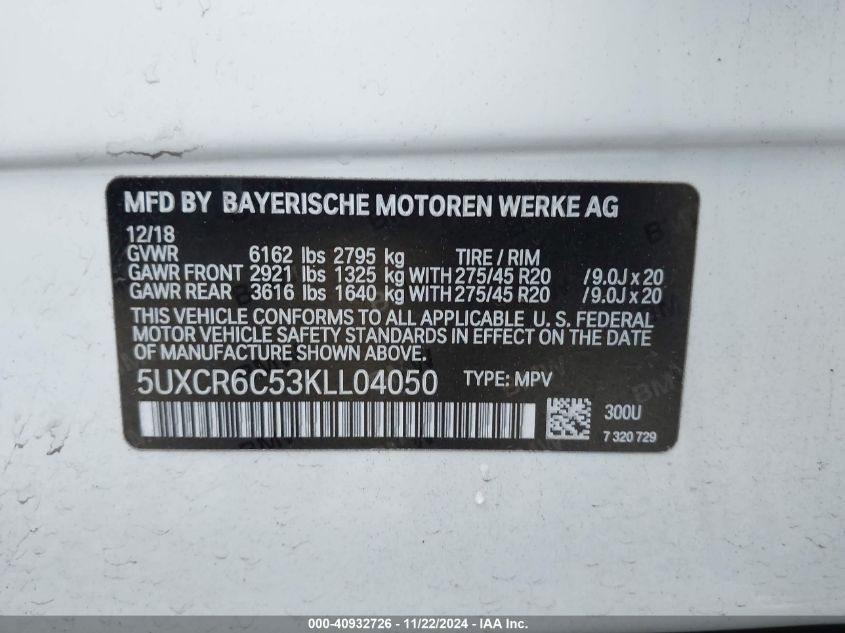 MFD BY BAYERISCHE MOTOREN WERKE AG
12/18
GVWR 6162 lbs 2795 kg TIRE / RIM
GAWR FRONT 2921 lbs 1325 kg WITH 275/45 R20 /9.0J x 20
GAWR REAR 3616 lbs 1640 kg WITH 275/45 R20 /9.0J x 20
THIS VEHICLE CONFORMS TO ALL APPLICABLE U. S. FEDERAL
MOTOR VEHICLE SAFETY STANDARDS IN EFFECT ON THE DATE
OF MANUFACTURE SHOWN ABOVE.
5UXCR6C53KLL04050 TYPE: MPV
300U
7 320 729
000-40932726 - 11/22/2024 - IAA Inc.